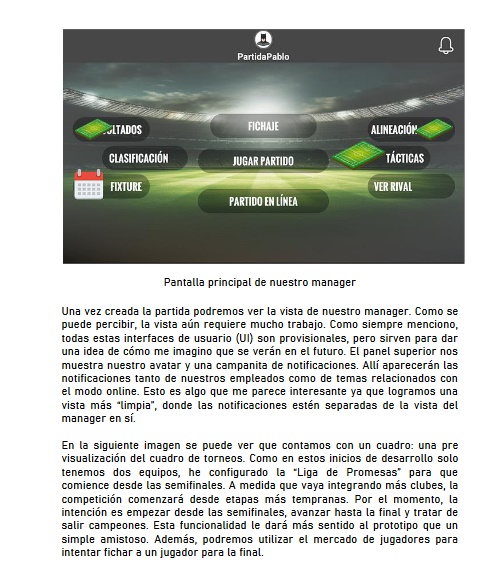 PartidaPablo
FICHAJE
ULTADOS
ALINEACIÓN
CLASIFICACIÓN
JUGAR PARTIDO
TÁCTICAS
FIXTURE
VER RIVAL
PARTIDO EN LÍNEA
Pantalla principal de nuestro manager
Una vez creada la partida podremos ver la vista de nuestro manager. Como se
puede percibir, la vista aún requiere mucho trabajo. Como siempre menciono,
todas estas interfaces de usuario (UI) son provisionales, pero sirven para dar
una idea de cómo me imagino que se verán en el futuro. El panel superior nos
muestra nuestro avatar y una campanita de notificaciones. Allí aparecerán las
notificaciones tanto de nuestros empleados como de temas relacionados con
el modo online. Esto es algo que me parece interesante ya que logramos una
vista más “limpia”, donde las notificaciones estén separadas de la vista del
manager en sí.
En la siguiente imagen se puede ver que contamos con un cuadro: una pre
visualización del cuadro de torneos. Como en estos inicios de desarrollo solo
tenemos dos equipos, he configurado la “Liga de Promesas” para que
comience desde las semifinales. A medida que vaya integrando más clubes, la
competición comenzará desde etapas más tempranas. Por el momento, la
intención es empezar desde las semifinales, avanzar hasta la final y tratar de
salir campeones. Esta funcionalidad le dará más sentido al prototipo que un
simple amistoso. Además, podremos utilizar el mercado de jugadores para
intentar fichar a un jugador para la final.